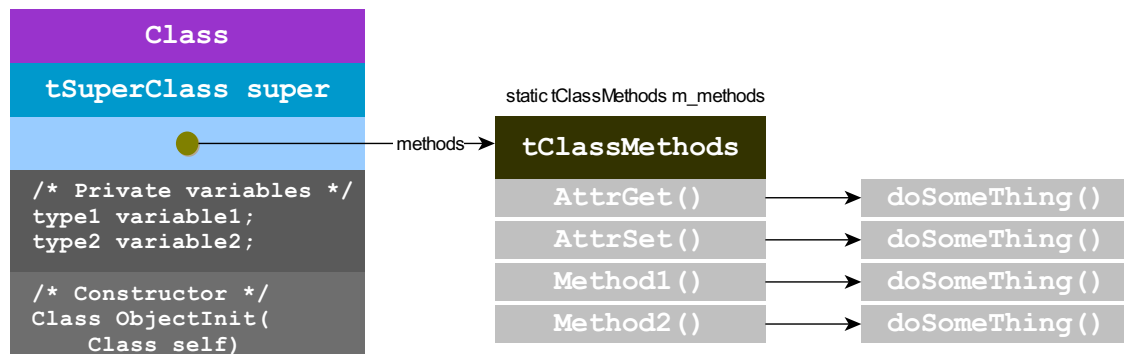 Class
tSuperClass super
methods
/* Private variables */
type1 variable1;
type2 variable2;
/* Constructor */
Class ObjectInit(
Class self)
static tClassMethods m_methods
tClassMethods
AttrGet()
doSomeThing()
AttrSet()
doSomeThing()
Method1()
doSomeThing()
Method2()
doSomeThing()